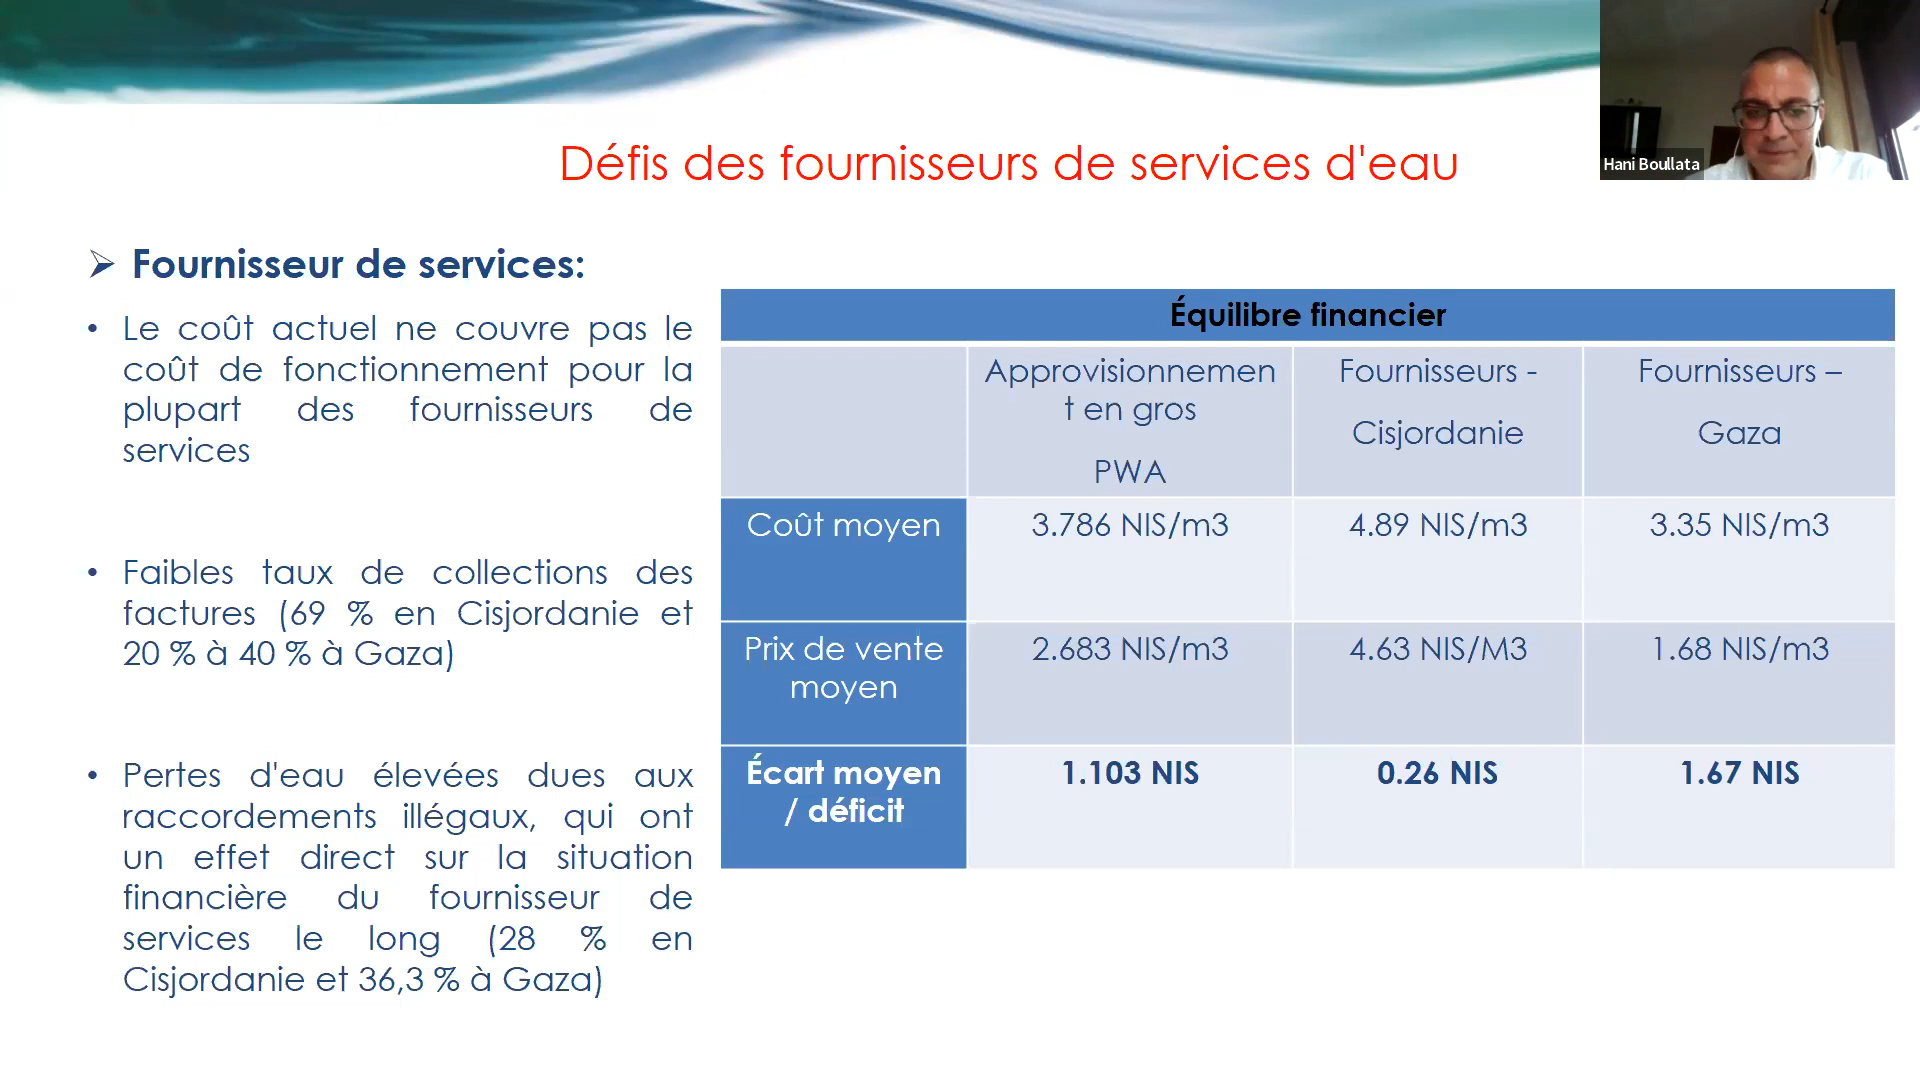 Hani Boullata
Défis des fournisseurs de services d'eau
➢ Fournisseur de services:
• Le coût actuel ne couvre pas le
coût de fonctionnement pour la
plupart des fournisseurs de
services
• Faibles taux de collections des
factures (69 % en Cisjordanie et
20 % à 40 % à Gaza)
• Pertes d'eau élevées dues aux
raccordements illégaux, qui ont
un effet direct sur la situation
financière du fournisseur de
services le long (28 % en
Cisjordanie et 36,3 % à Gaza)
Équilibre financier
Approvisionnemen
t en gros
PWA
Fournisseurs -
Cisjordanie
Fournisseurs –
Gaza
Coût moyen
3.786 NIS/m3
4.89 NIS/m3
3.35 NIS/m3
Prix de vente
moyen
2.683 NIS/m3
4.63 NIS/M3
1.68 NIS/m3
Écart moyen
/ déficit
1.103 NIS
0.26 NIS
1.67 NIS